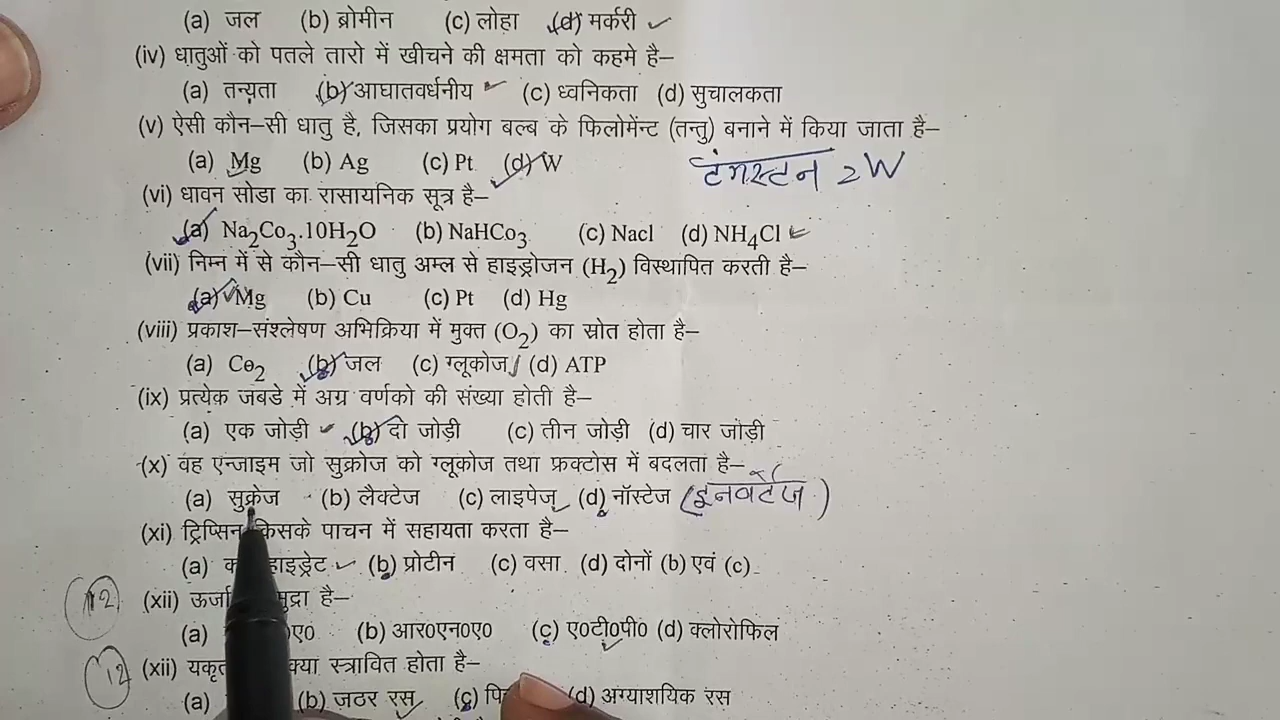 (a) जल (b) ब्रोमीन (c) लोहा (d) मर्करी
(iv) धातुओं को पतले तारो में खीचने की क्षमता को कहमे है–
(a) तन्यता (b) आघातवर्धनीय (c) ध्वनिकता (d) सुचालकता
(v) ऐसी कौन–सी धातु है, जिसका प्रयोग बल्ब के फिलोमेंन्ट (तन्तु) बनाने में किया जाता है–
(a) Mg (b) Ag (c) Pt (d) W टंगस्टन = W
(vi) धावन सोडा का रासायनिक सूत्र है–
(a) Na2Co3.10H2O (b) NaHCo3 (c) Nacl (d) NH4Cl
(vii) निम्न में से कौन–सी धातु अम्ल से हाइड्रोजन (H2) विस्थापित करती है–
(a) Mg (b) Cu (c) Pt (d) Hg
(viii) प्रकाश–संश्लेषण अभिक्रिया में मुक्त (O2) का स्रोत होता है–
(a) Co2 (b) जल (c) ग्लूकोज (d) ATP
(ix) प्रत्येक जबडे में अग्र वर्णको की संख्या होती है–
(a) एक जोड़ी (b) दो जोड़ी (c) तीन जोड़ी (d) चार जोड़ी
(x) वह एन्जाइम जो सुक्रोज को ग्लूकोज तथा फ्रक्टोस में बदलता है–
(a) सुक्रेज (b) लैक्टेज (c) लाइपेज (d) नॉस्टेज (इनवर्टेज)
(xi) ट्रिप्सिन किसके पाचन में सहायता करता है–
(a) (b) प्रोटीन (c) वसा (d) दोनों (b) एवं (c)
12 (xii) ऊर्जा मुद्रा है–
(a) (b) आर0एन0ए0 (c) ए0टी0पी0 (d) क्लोरोफिल
12 (xii) यकृत क्या स्त्रावित होता है–
(a) (b) जठर रस (c) (d) अग्याशयिक रस